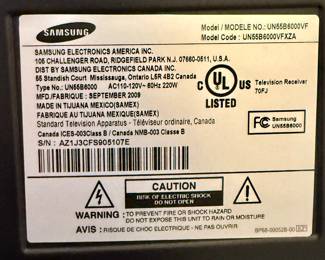 SAMSUNG
Model / MODELE NO.: UN55B6000VF
Model Code: UN55B6000VFXZA
SAMSUNG ELECTRONICS AMERICA INC.
105 CHALLENGER ROAD, RIDGEFIELD PARK N.J. 07660-0511, U.S.A.
DIST BY SAMSUNG ELECTRONICS CANADA INC.
55 Standish Court Mississauga, Ontario L5R 4B2 Canada
Type No: UN55B6000 AC110-120V~ 60Hz 220W
MFD./FABRIQUE: SEPTEMBER 2009
MADE IN TIJUANA MEXICO(SAMEX)
FABRIQUE AU TIJUANA MEXIQUE(SAMEX)
Standard Television Apparatus - Téléviseur ordinaire, Canada
Canada ICES-003Class B / Canada NMB-003 Classe B
S/N : AZ1J3CFS905107E
C UL US
LISTED
Television Receiver
70FJ
FC Samsung
UN55B6000
CAUTION
RISK OF ELECTRIC SHOCK
DO NOT OPEN
WARNING : TO PREVENT FIRE OR SHOCK HAZARD
DO NOT EXPOSE THIS UNIT TO RAIN OR MOISTURE
AVIS : RISQUE DE CHOC ELECTRIQUE - NE PAS OUVRIR
BP68-00052B-00